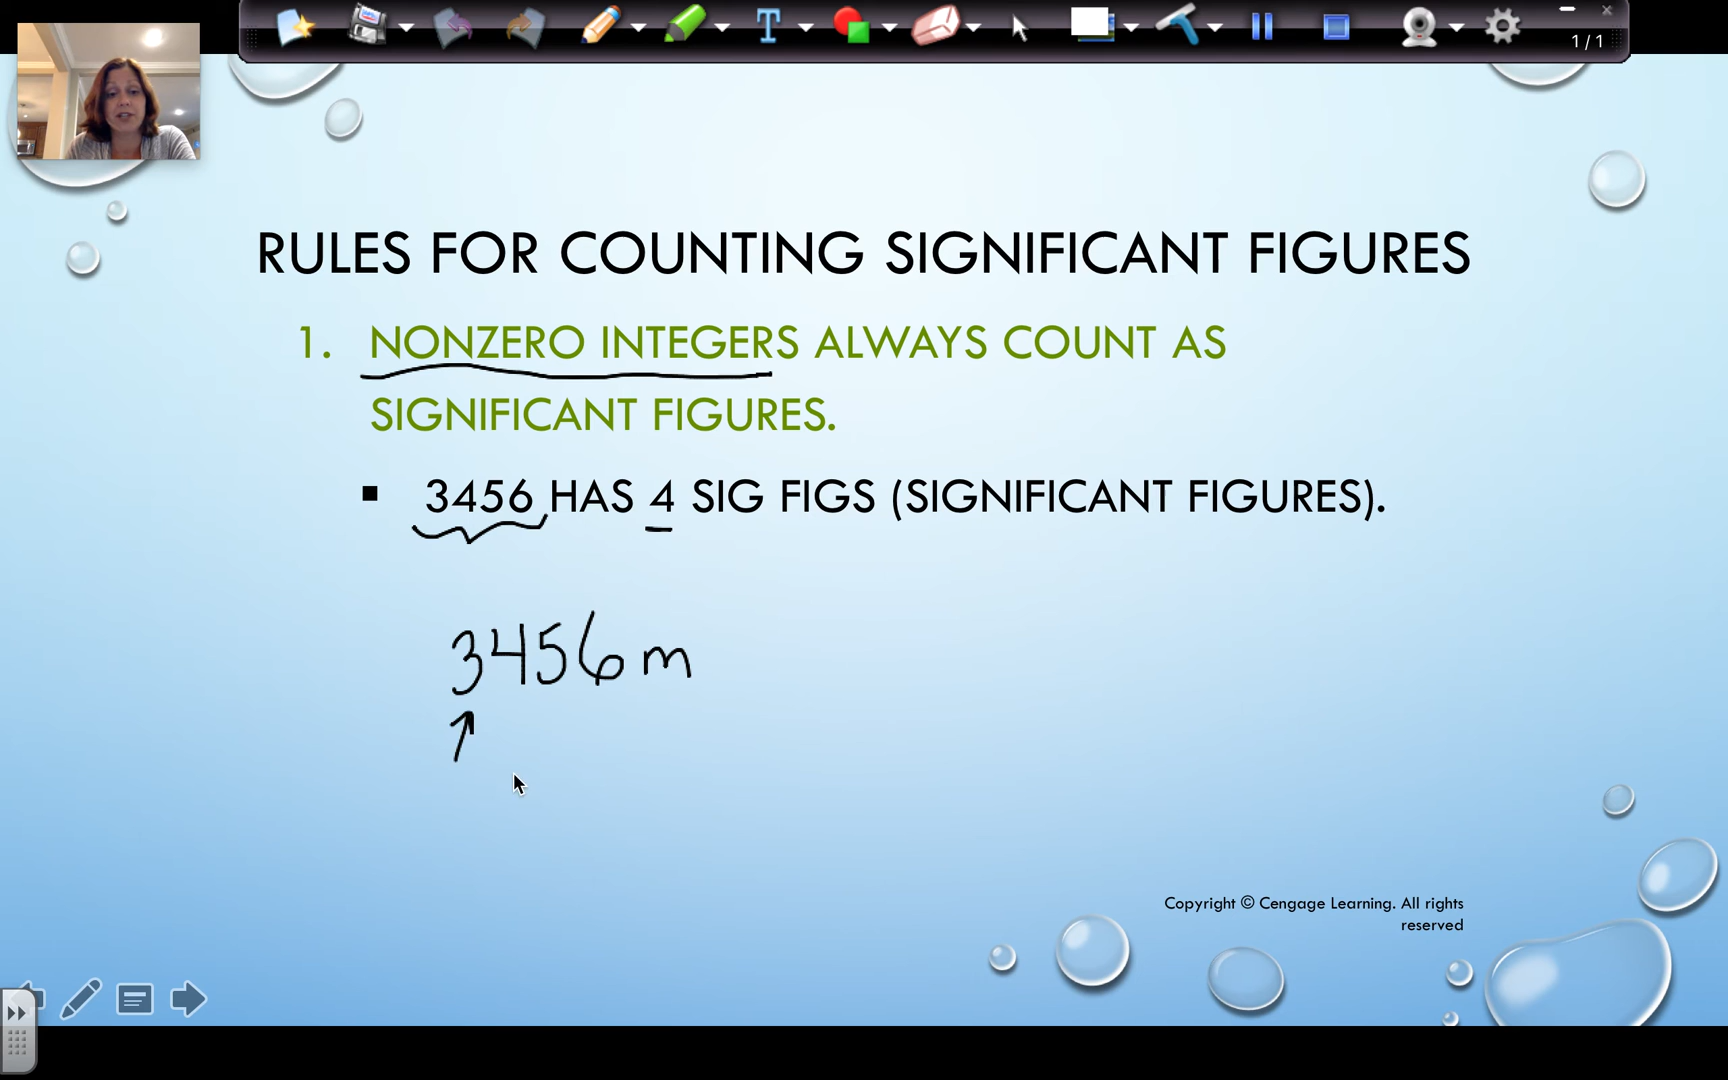 1 / 1
RULES FOR COUNTING SIGNIFICANT FIGURES
1. NONZERO INTEGERS ALWAYS COUNT AS
SIGNIFICANT FIGURES.
▪ 3456 HAS 4 SIG FIGS (SIGNIFICANT FIGURES).
3456 m
Copyright © Cengage Learning. All rights
reserved